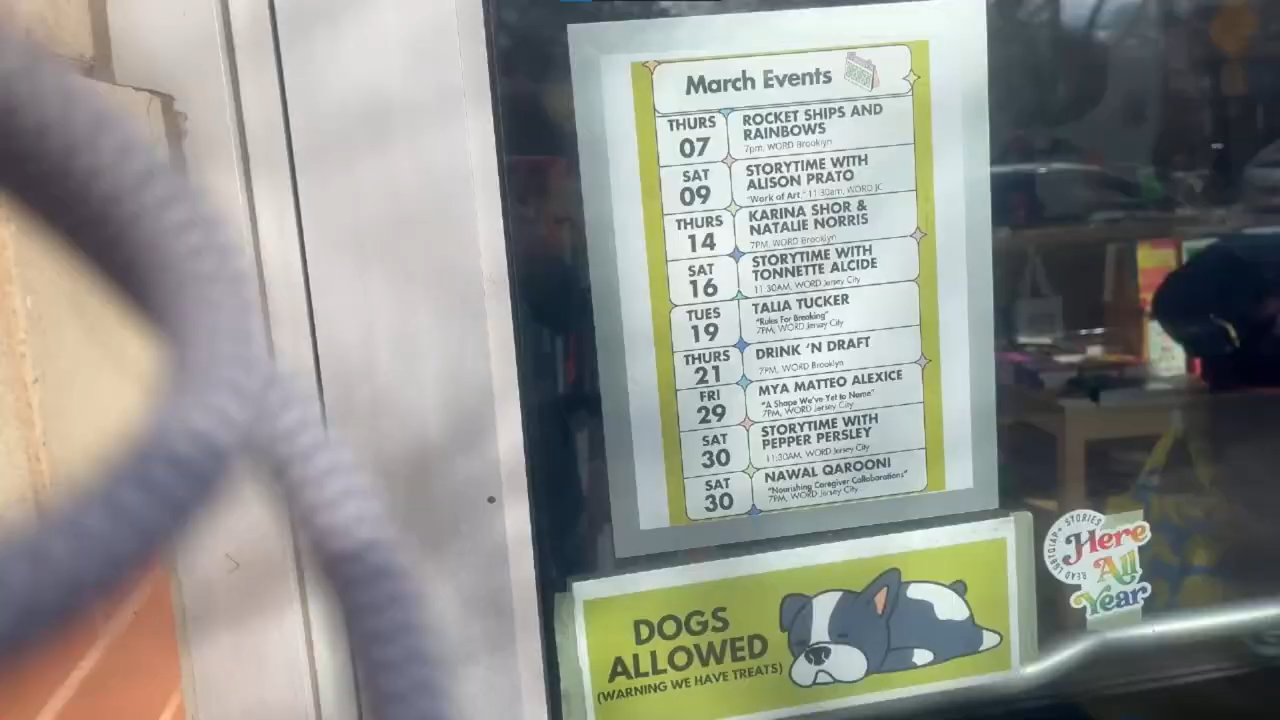 March Events
THURS
07
ROCKET SHIPS AND
RAINBOWS
7pm, WORD Brooklyn
SAT
09
STORYTIME WITH
ALISON PRATO
"Work of Art," 11:30am, WORD JC
THURS
14
KARINA SHOR &
NATALIE NORRIS
7PM, WORD Brooklyn
SAT
16
STORYTIME WITH
TONNETTE ALCIDE
11:30AM, WORD Jersey City
TUES
19
TALIA TUCKER
"Rules For Breaking"
7PM, WORD Jersey City
THURS
21
DRINK 'N DRAFT
7PM, WORD Brooklyn
FRI
29
MYA MATTEO ALEXICE
"A Shape We've Yet to Name"
7PM, WORD Jersey City
SAT
30
STORYTIME WITH
PEPPER PERSLEY
11:30AM, WORD Jersey City
SAT
30
NAWAL QAROONI
"Nourishing Caregiver Collaborations"
7PM, WORD Jersey City
DOGS
ALLOWED
(WARNING WE HAVE TREATS)
READ LGBTQIAP+ STORIES
Here
All
Year